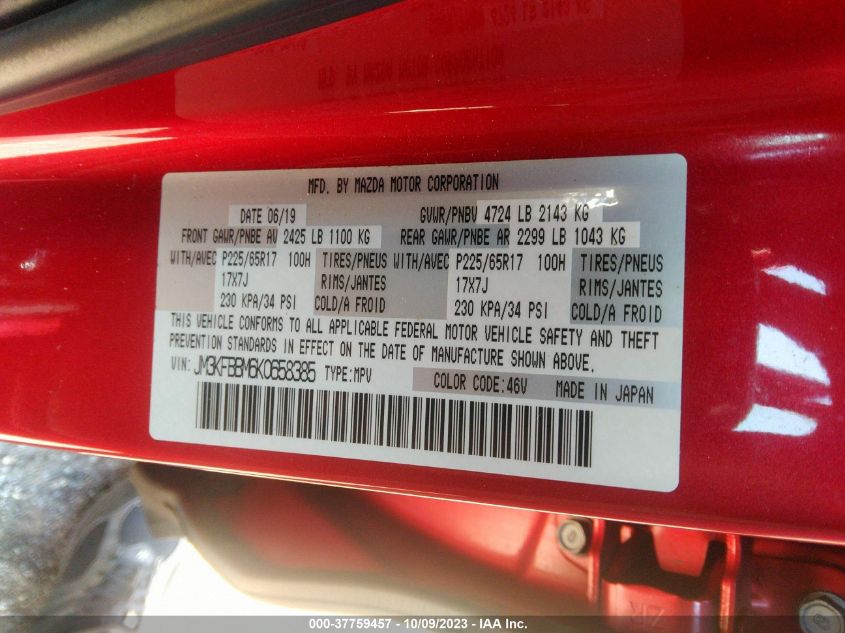 MFD. BY MAZDA MOTOR CORPORATION
DATE 06/19 GVWR/PNBV 4724 LB 2143 KG
FRONT GAWR/PNBE AV 2425 LB 1100 KG REAR GAWR/PNBE AR 2299 LB 1043 KG
WITH/AVEC P225/65R17 100H TIRES/PNEUS WITH/AVEC P225/65R17 100H TIRES/PNEUS
17X7J RIMS/JANTES 17X7J RIMS/JANTES
230 KPA/34 PSI COLD/A FROID 230 KPA/34 PSI COLD/A FROID
THIS VEHICLE CONFORMS TO ALL APPLICABLE FEDERAL MOTOR VEHICLE SAFETY AND THEFT
PREVENTION STANDARDS IN EFFECT ON THE DATE OF MANUFACTURE SHOWN ABOVE.
VIN: JM3KFBBM6K0658385 TYPE:MPV COLOR CODE:46V MADE IN JAPAN
000-37759457 - 10/09/2023 - IAA Inc.